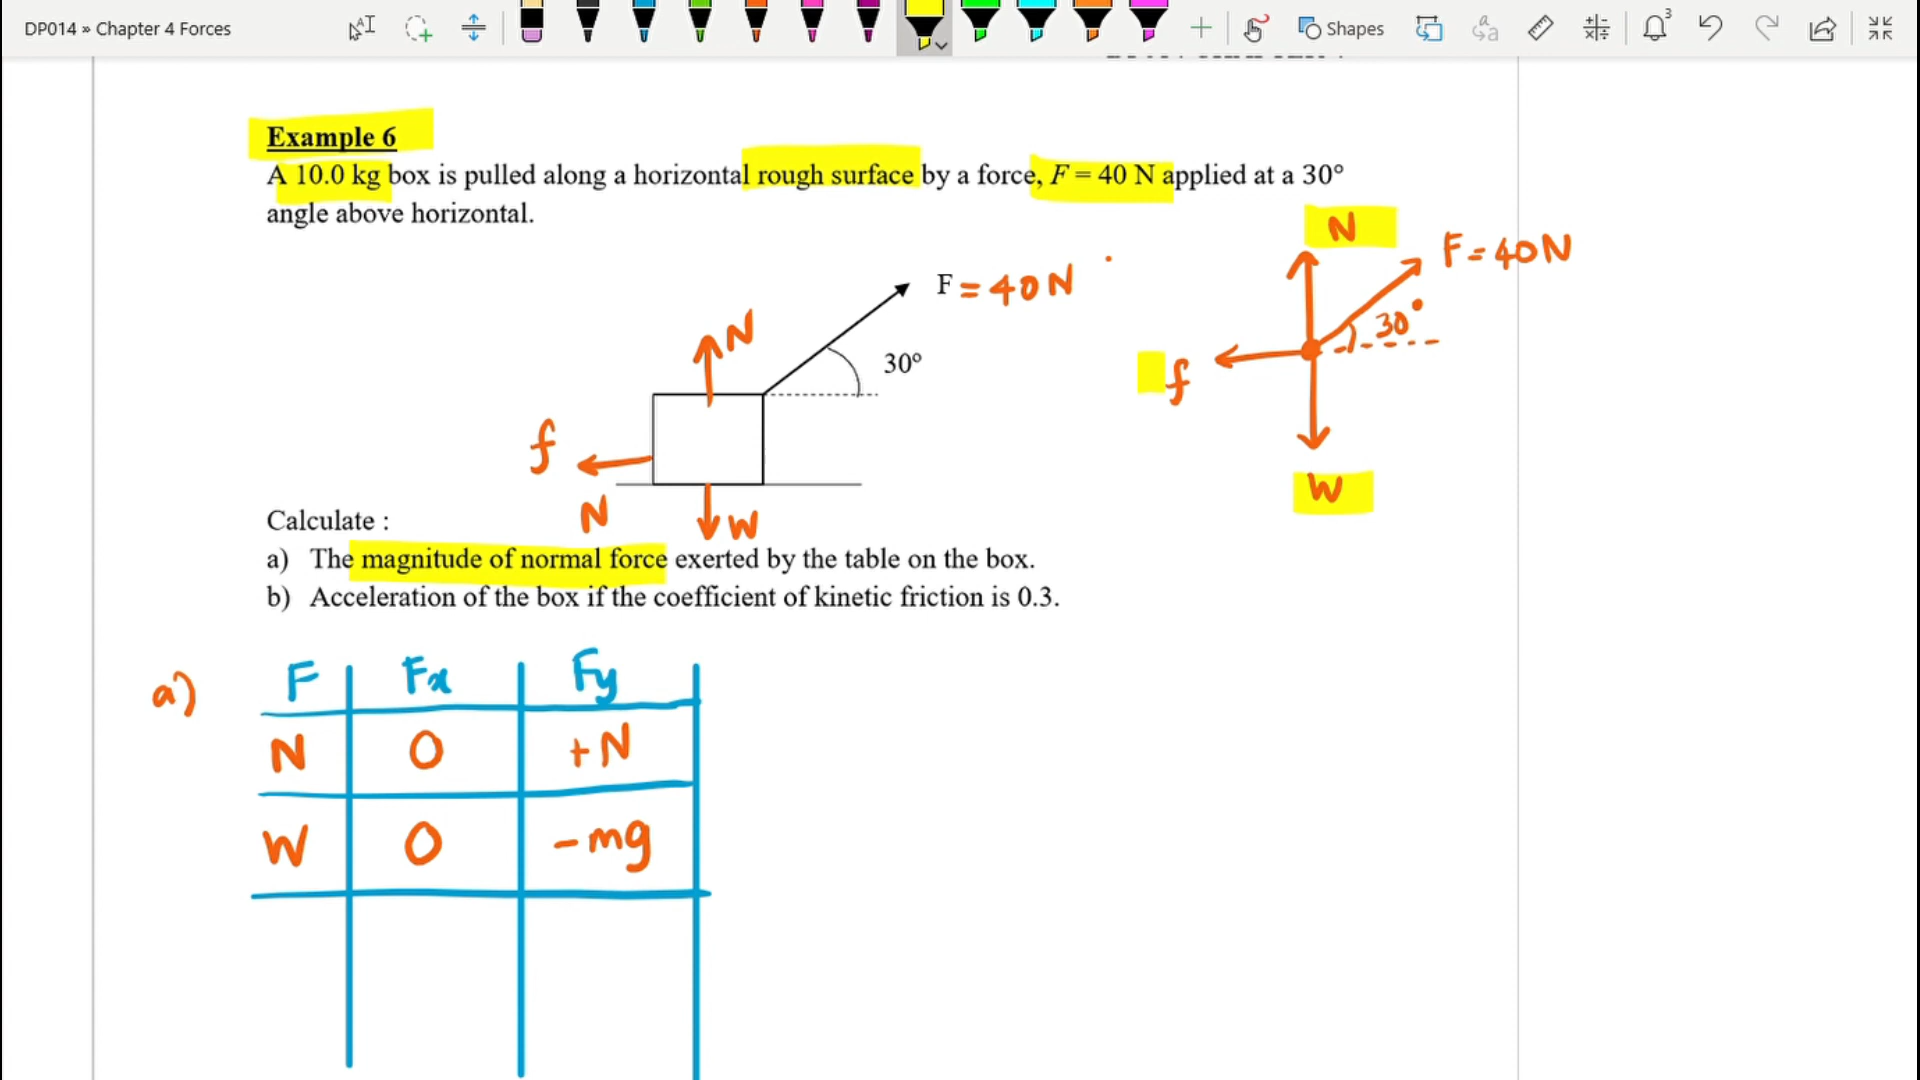 DP014 » Chapter 4 Forces
Shapes
3
Example 6
A 10.0 kg box is pulled along a horizontal rough surface by a force, F = 40 N applied at a 30°
angle above horizontal.
N
F = 40N
F = 40N
30°
N
30°
f
f
W
N
W
Calculate :
a) The magnitude of normal force exerted by the table on the box.
b) Acceleration of the box if the coefficient of kinetic friction is 0.3.
a)
F Fx Fy
N 0 +N
W 0 -mg